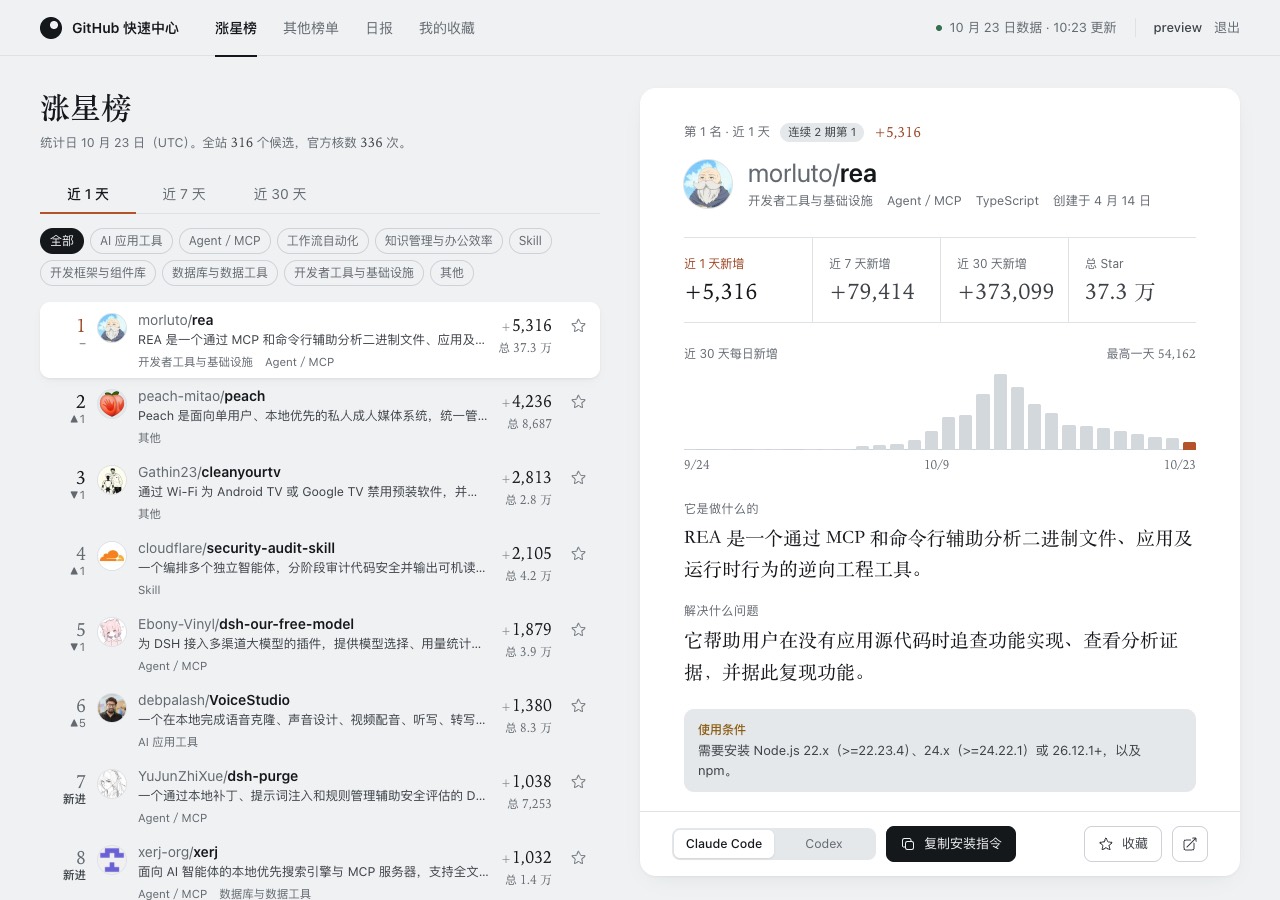 GitHub 快速中心
涨星榜
其他榜单
日报
我的收藏
10 月 23 日数据 · 10:23 更新
preview
退出
涨星榜
统计日 10 月 23 日（UTC）。全站 316 个候选，官方核数 336 次。
近 1 天
近 7 天
近 30 天
全部
AI 应用工具
Agent / MCP
工作流自动化
知识管理与办公效率
Skill
开发框架与组件库
数据库与数据工具
开发者工具与基础设施
其他
1
–
morluto/rea
REA 是一个通过 MCP 和命令行辅助分析二进制文件、应用及...
开发者工具与基础设施 Agent / MCP
+5,316
总 37.3 万
2
▲1
peach-mitao/peach
Peach 是面向单用户、本地优先的私人成人媒体系统，统一管...
其他
+4,236
总 8,687
3
▼1
Gathin23/cleanyourtv
通过 Wi-Fi 为 Android TV 或 Google TV 禁用预装软件，并...
其他
+2,813
总 2.8 万
4
▲1
cloudflare/security-audit-skill
一个编排多个独立智能体，分阶段审计代码安全并输出可机读...
Skill
+2,105
总 4.2 万
5
▼1
Ebony-Vinyl/dsh-our-free-model
为 DSH 接入多渠道大模型的插件，提供模型选择、用量统计...
Agent / MCP
+1,879
总 3.9 万
6
▲5
debpalash/VoiceStudio
一个在本地完成语音克隆、声音设计、视频配音、听写、转写...
AI 应用工具
+1,380
总 8.3 万
7
新进
YuJunZhiXue/dsh-purge
一个通过本地补丁、提示词注入和规则管理辅助安全评估的 D...
Agent / MCP
+1,038
总 7,253
8
新进
xerj-org/xerj
面向 AI 智能体的本地优先搜索引擎与 MCP 服务器，支持全文...
Agent / MCP 数据库与数据工具
+1,032
总 1.4 万
第 1 名 · 近 1 天
连续 2 期第 1
+5,316
morluto/rea
开发者工具与基础设施 Agent / MCP TypeScript 创建于 4 月 14 日
近 1 天新增
+5,316
近 7 天新增
+79,414
近 30 天新增
+373,099
总 Star
37.3 万
近 30 天每日新增
最高一天 54,162
9/24
10/9
10/23
它是做什么的
REA 是一个通过 MCP 和命令行辅助分析二进制文件、应用及
运行时行为的逆向工程工具。
解决什么问题
它帮助用户在没有应用源代码时追查功能实现、查看分析证
据，并据此复现功能。
使用条件
需要安装 Node.js 22.x（>=22.23.4）、24.x（>=24.22.1）或 26.12.1+，以及
npm。
Claude Code
Codex
复制安装指令
收藏